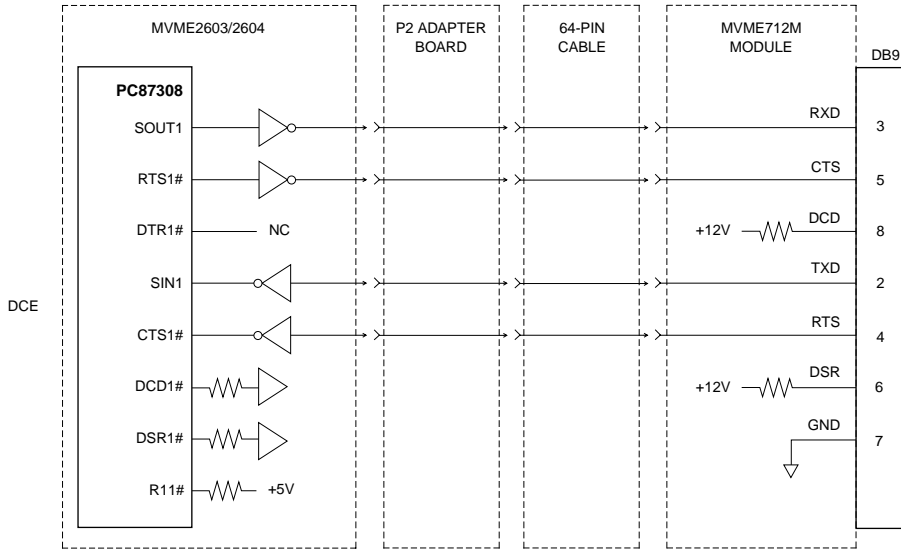 MVME2603/2604
P2 ADAPTER
BOARD
64-PIN
CABLE
MVME712M
MODULE
DB9
PC87308
SOUT1
RXD
3
RTS1#
CTS
5
DTR1#
NC
+12V
DCD
8
SIN1
TXD
2
DCE
CTS1#
RTS
4
DCD1#
+12V
DSR
6
DSR1#
GND
7
R11#
+5V